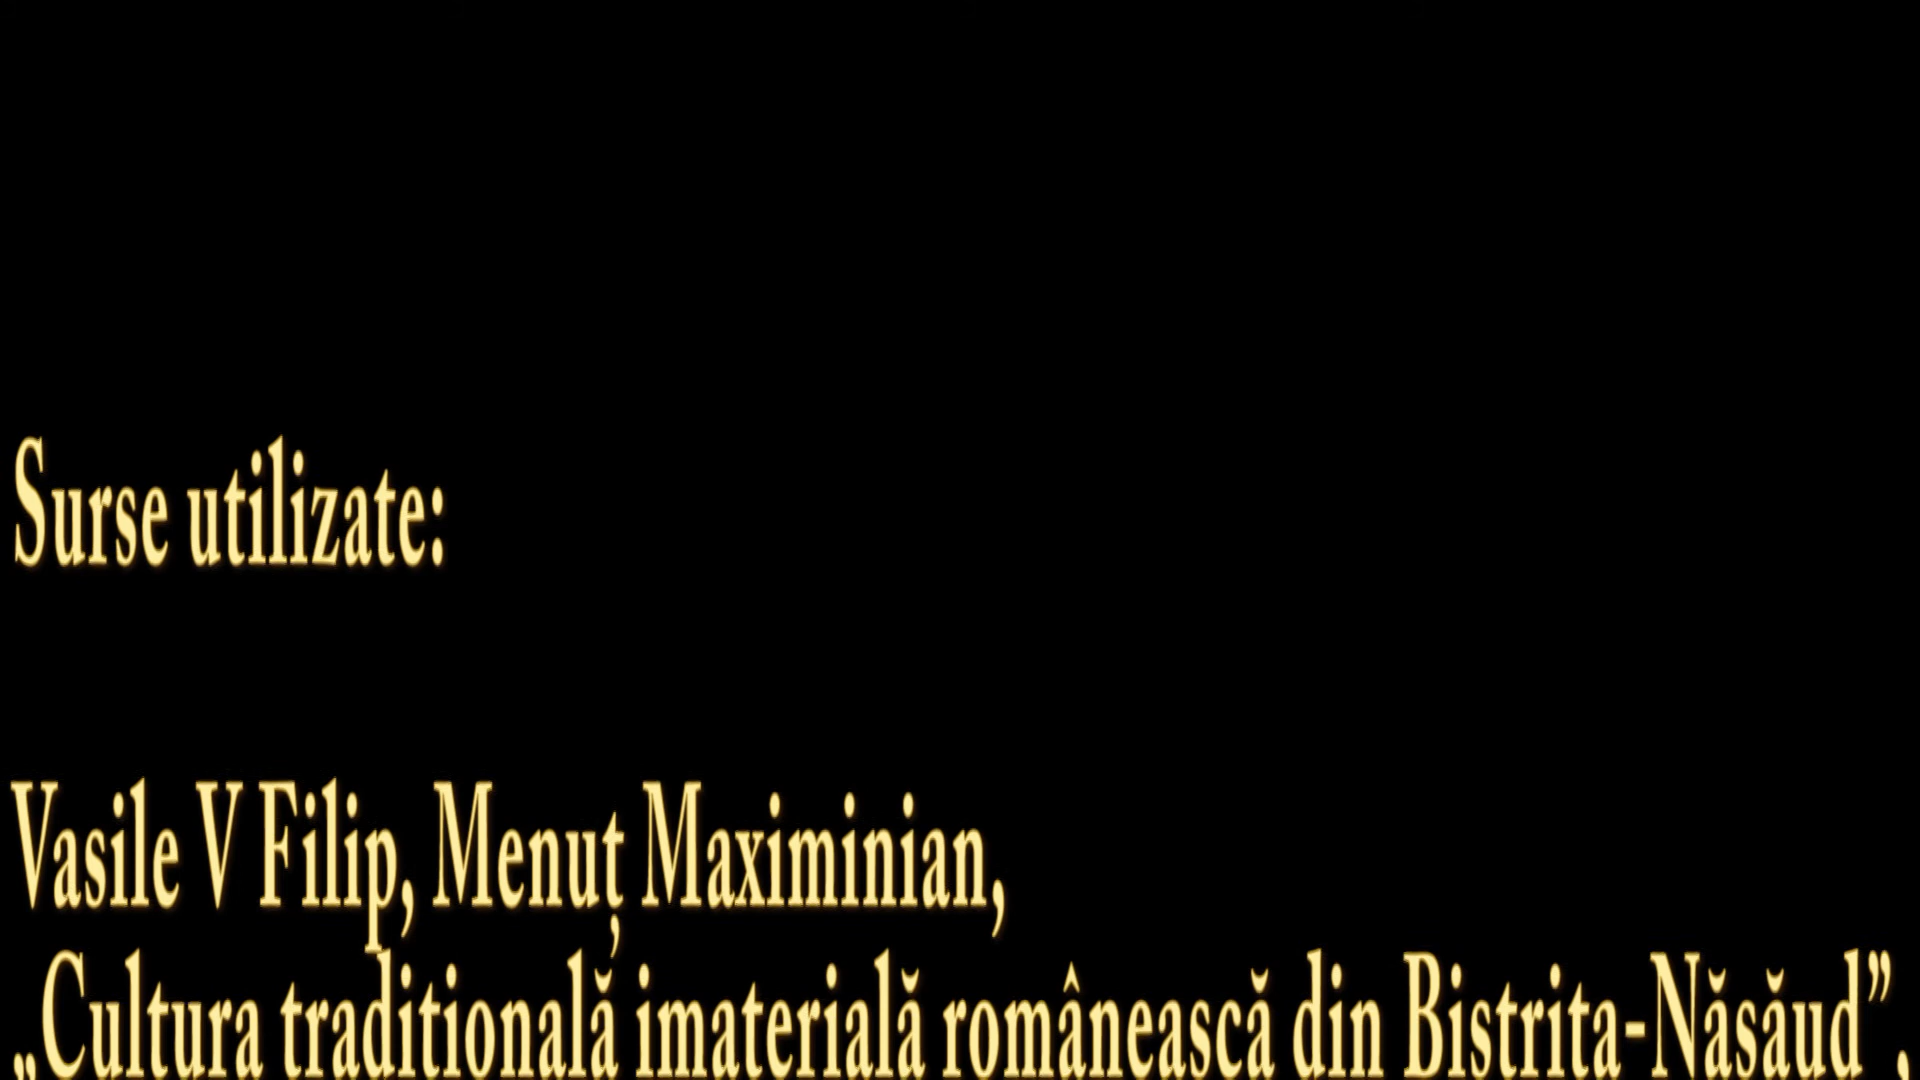 Surse utilizate:
Vasile V Filip, Menuț Maximinian,
„Cultura traditională imaterială românească din Bistrita-Năsăud”,